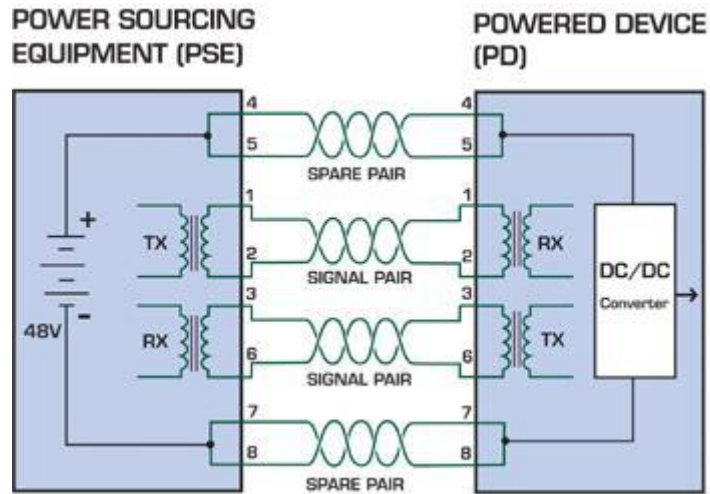 POWER SOURCING
EQUIPMENT (PSE)
POWERED DEVICE
(PD)
4
4
5
5
SPARE PAIR
1
1
+
TX
RX
2
2
SIGNAL PAIR
DC/DC
Converter
3
3
-
48V
RX
TX
6
6
SIGNAL PAIR
7
7
8
8
SPARE PAIR